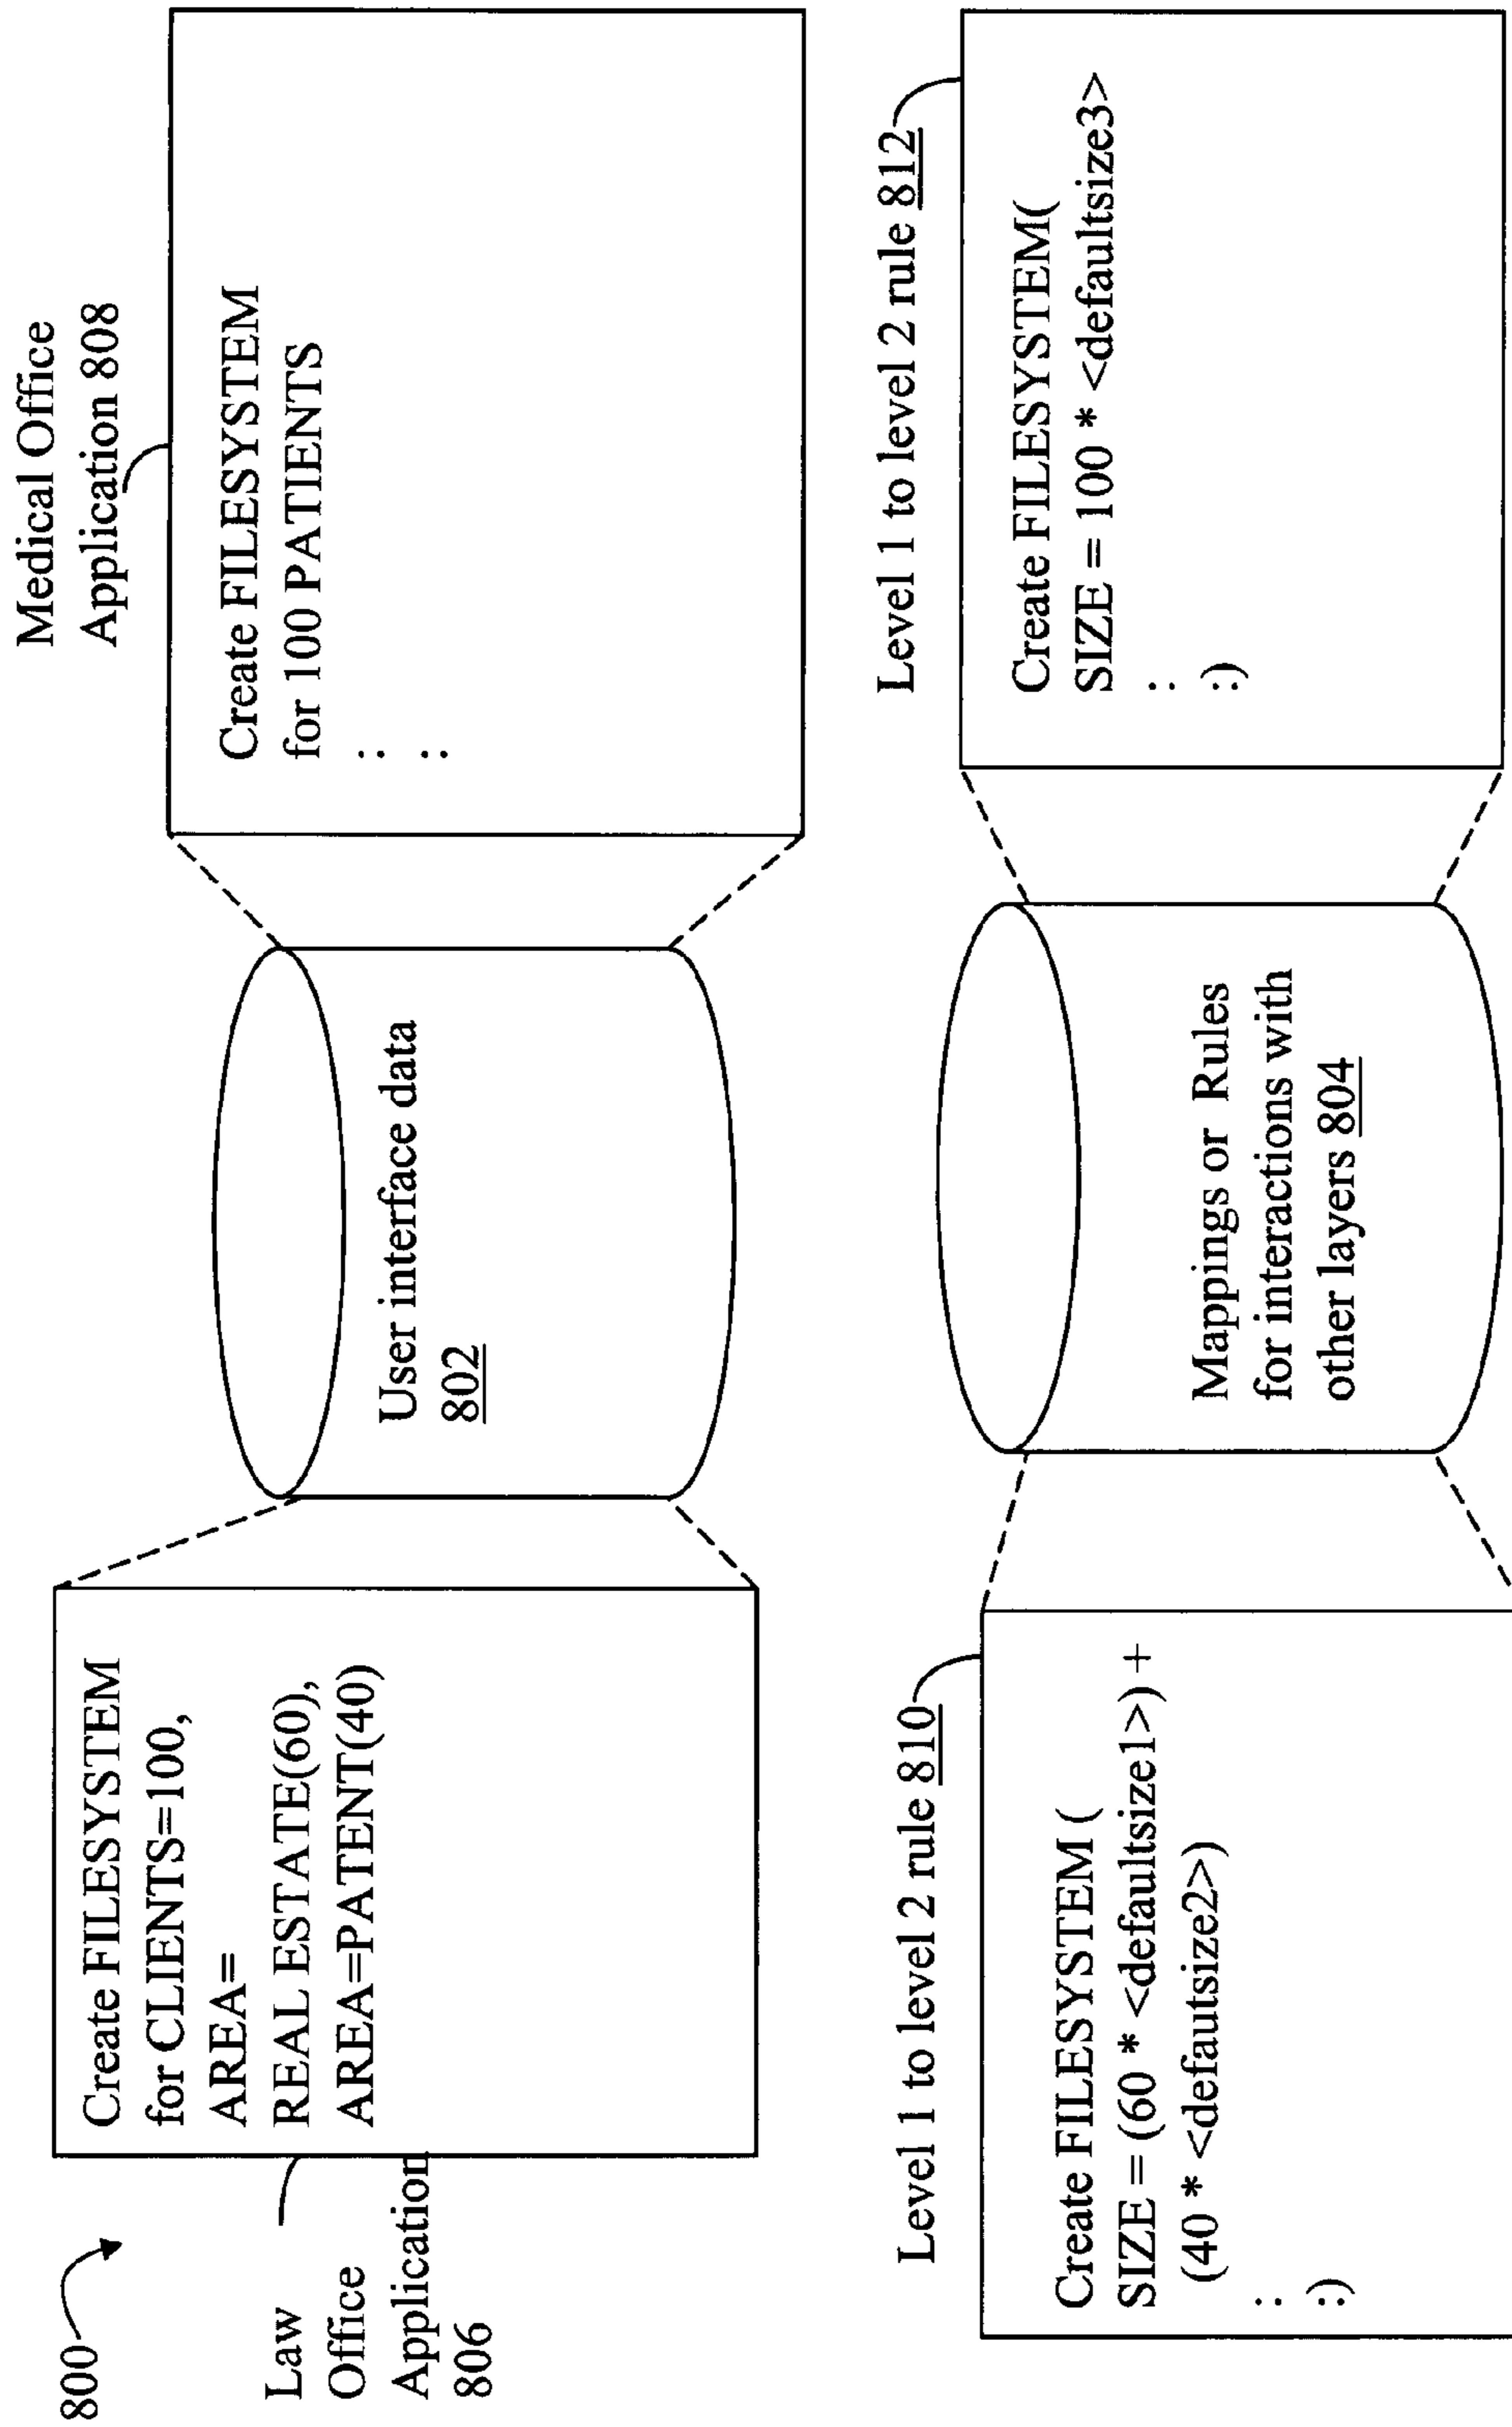 800
Law
Office
Application
806
Create FILESYSTEM
for CLIENTS=100,
AREA=
REAL ESTATE(60),
AREA=PATENT(40)
User interface data
802
Medical Office
Application 808
Create FILESYSTEM
for 100 PATIENTS
:
:
Level 1 to level 2 rule 810
Create FILESYSTEM (
SIZE = (60 * <defaultsize1>) +
(40 * <defautsize2>)
:
:)
Mappings or Rules
for interactions with
other layers 804
Level 1 to level 2 rule 812
Create FILESYSTEM(
SIZE = 100 * <defaultsize3>
:
:)